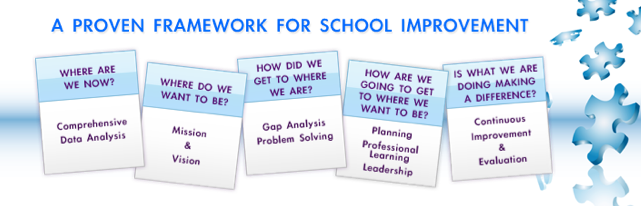 A PROVEN FRAMEWORK FOR SCHOOL IMPROVEMENT
WHERE ARE
WE NOW?
Comprehensive
Data Analysis
WHERE DO WE
WANT TO BE?
Mission
&
Vision
HOW DID WE
GET TO WHERE
WE ARE?
Gap Analysis
Problem Solving
HOW ARE WE
GOING TO GET
TO WHERE WE
WANT TO BE?
Planning
Professional
Learning
Leadership
IS WHAT WE ARE
DOING MAKING
A DIFFERENCE?
Continuous
Improvement
&
Evaluation